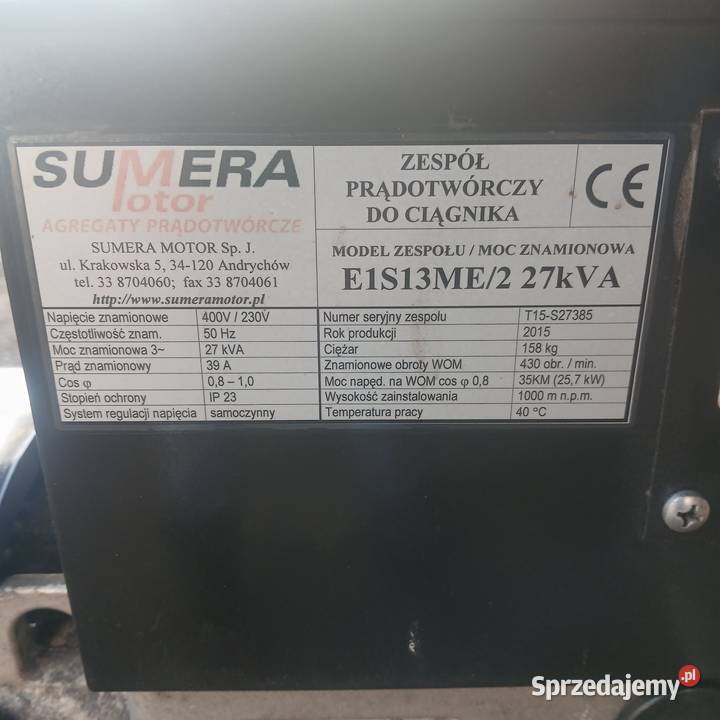 SUMERA
Motor
AGREGATY PRĄDOTWÓRCZE
SUMERA MOTOR Sp. J.
ul. Krakowska 5, 34-120 Andrychów
tel. 33 8704060; fax 33 8704061
http://www.sumeramotor.pl
ZESPÓŁ
PRĄDOTWÓRCZY
DO CIĄGNIKA
CE
MODEL ZESPOŁU / MOC ZNAMIONOWA
E1S13ME/2 27kVA
Napięcie znamionowe 400V / 230V
Częstotliwość znam. 50 Hz
Moc znamionowa 3~ 27 kVA
Prąd znamionowy 39 A
Cos φ 0,8 – 1,0
Stopień ochrony IP 23
System regulacji napięcia samoczynny
Numer seryjny zespołu T15-S27385
Rok produkcji 2015
Ciężar 158 kg
Znamionowe obroty WOM 430 obr. / min.
Moc napęd. na WOM cos φ 0,8 35KM (25,7 kW)
Wysokość zainstalowania 1000 m n.p.m.
Temperatura pracy 40 °C
Sprzedajemy.pl